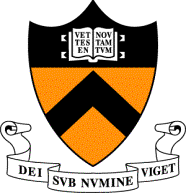 VET NOV
TES TAM
EN TVM
DEI SVB NVMINE VIGET